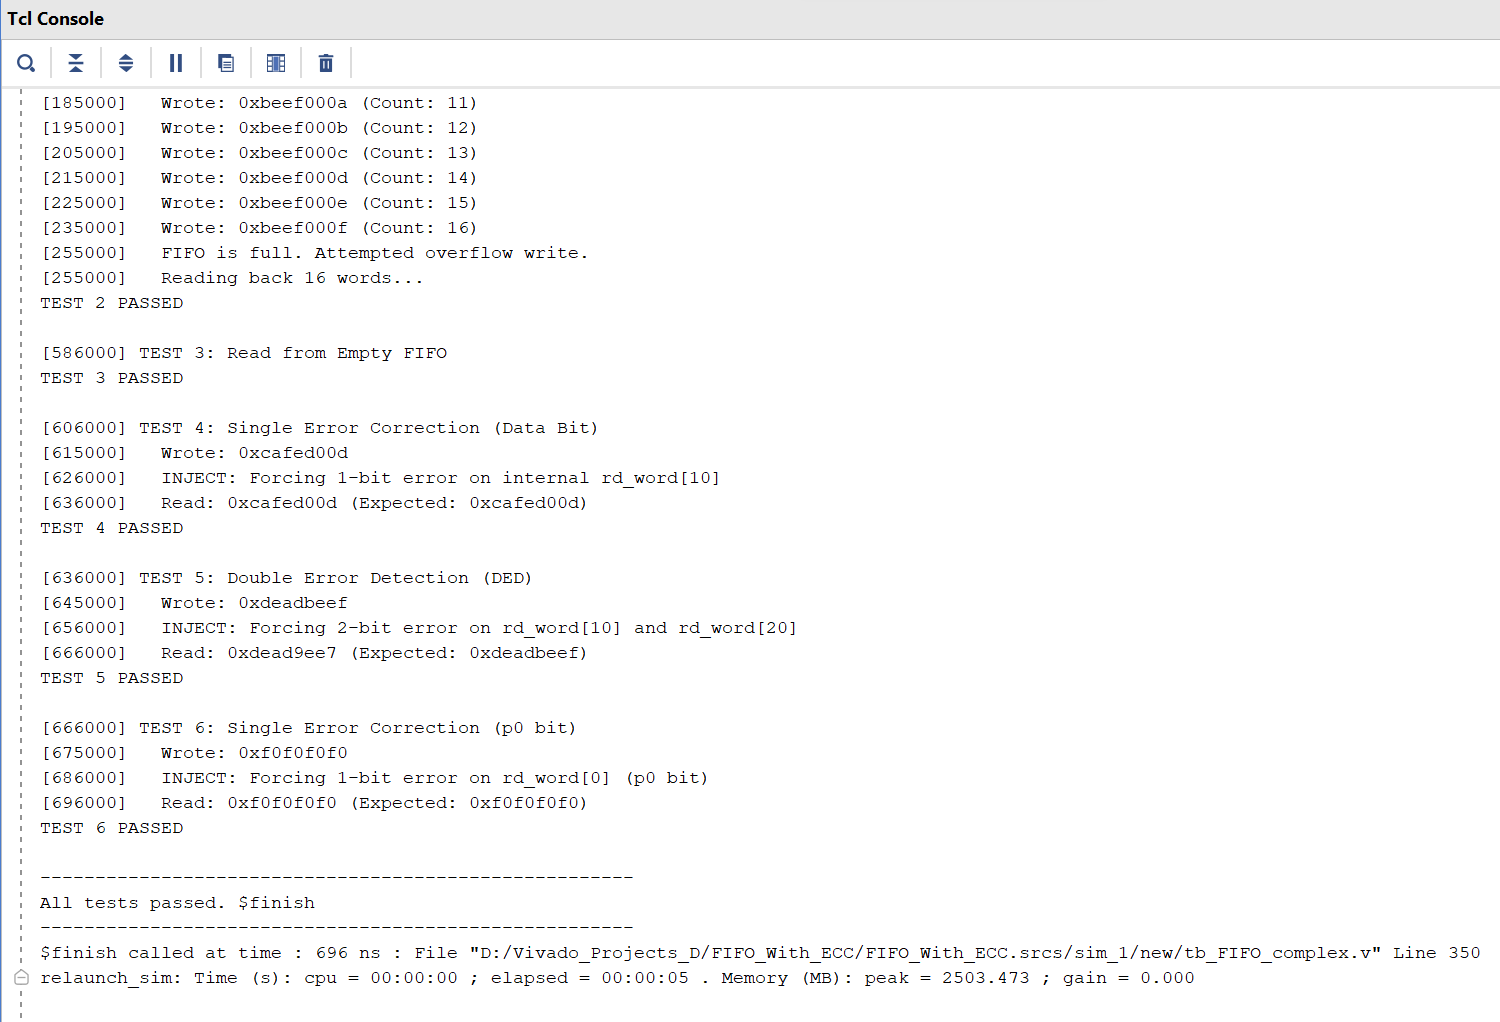 Tcl Console
[185000]   Wrote: 0xbeef000a (Count: 11)
[195000]   Wrote: 0xbeef000b (Count: 12)
[205000]   Wrote: 0xbeef000c (Count: 13)
[215000]   Wrote: 0xbeef000d (Count: 14)
[225000]   Wrote: 0xbeef000e (Count: 15)
[235000]   Wrote: 0xbeef000f (Count: 16)
[255000]   FIFO is full. Attempted overflow write.
[255000]   Reading back 16 words...
TEST 2 PASSED
[586000] TEST 3: Read from Empty FIFO
TEST 3 PASSED
[606000] TEST 4: Single Error Correction (Data Bit)
[615000]   Wrote: 0xcafed00d
[626000]   INJECT: Forcing 1-bit error on internal rd_word[10]
[636000]   Read: 0xcafed00d (Expected: 0xcafed00d)
TEST 4 PASSED
[636000] TEST 5: Double Error Detection (DED)
[645000]   Wrote: 0xdeadbeef
[656000]   INJECT: Forcing 2-bit error on rd_word[10] and rd_word[20]
[666000]   Read: 0xdead9ee7 (Expected: 0xdeadbeef)
TEST 5 PASSED
[666000] TEST 6: Single Error Correction (p0 bit)
[675000]   Wrote: 0xf0f0f0f0
[686000]   INJECT: Forcing 1-bit error on rd_word[0] (p0 bit)
[696000]   Read: 0xf0f0f0f0 (Expected: 0xf0f0f0f0)
TEST 6 PASSED
------------------------------------------------------
All tests passed. $finish
------------------------------------------------------
$finish called at time : 696 ns : File "D:/Vivado_Projects_D/FIFO_With_ECC/FIFO_With_ECC.srcs/sim_1/new/tb_FIFO_complex.v" Line 350
relaunch_sim: Time (s): cpu = 00:00:00 ; elapsed = 00:00:05 . Memory (MB): peak = 2503.473 ; gain = 0.000